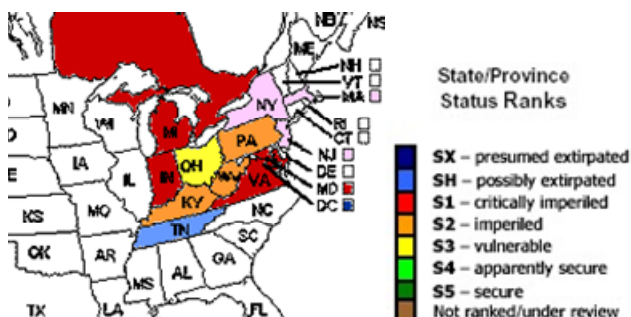 NB
NS
ME
NH
VT
MA
RI
CT
NJ
DE
MD
DC
MN
WI
MI
NY
PA
IA
IL
IN
OH
WV
VA
KY
KS
MO
TN
NC
OK
AR
SC
MS
AL
GA
TX
LA
FL
State/Province
Status Ranks
SX – presumed extirpated
SH – possibly extirpated
S1 – critically imperiled
S2 – imperiled
S3 – vulnerable
S4 – apparently secure
S5 – secure
Not ranked/under review